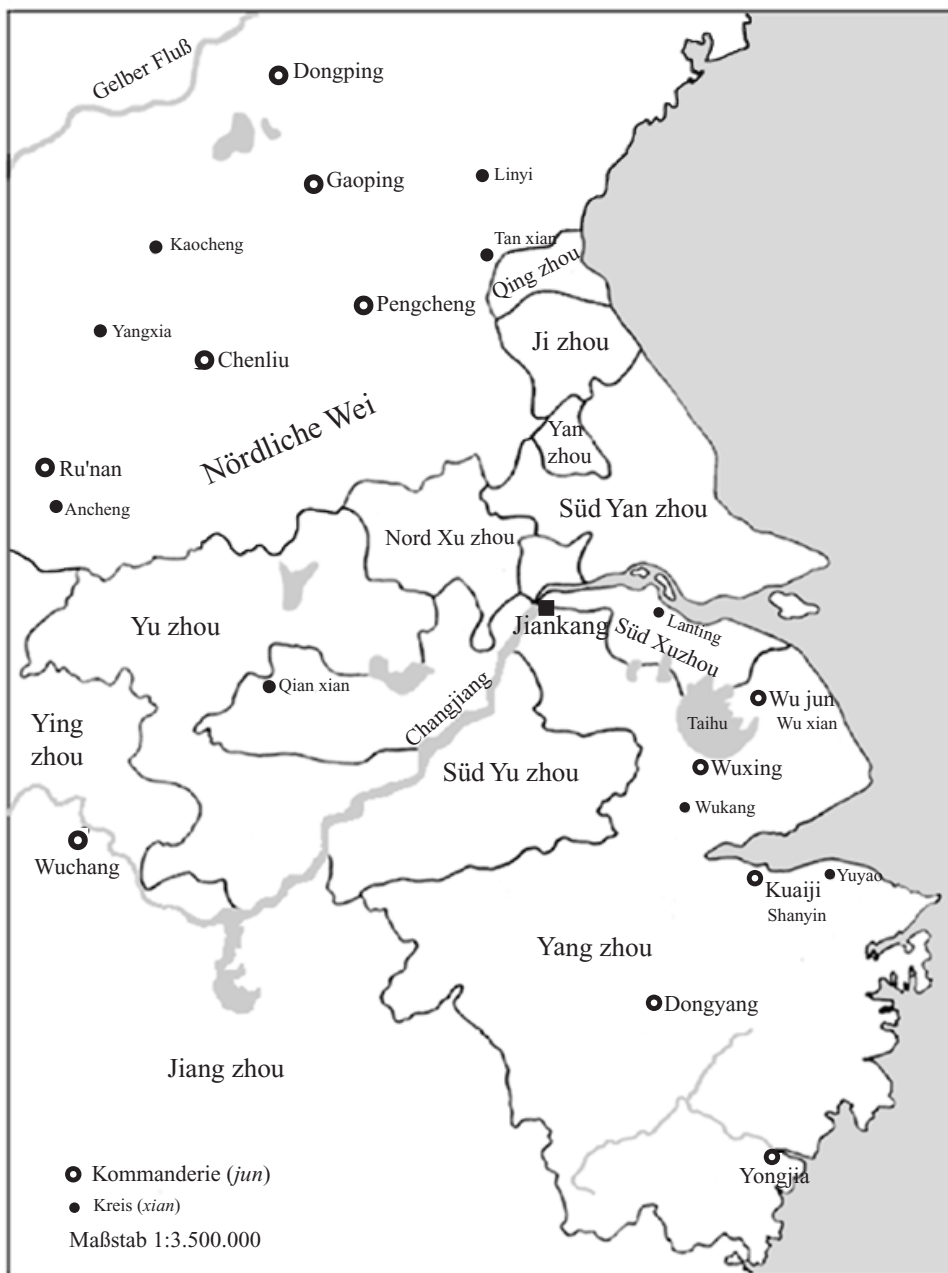 Gelber Fluß
Dongping
Gaoping
Linyi
Kaocheng
Tan xian
Qing zhou
Pengcheng
Yangxia
Ji zhou
Chenliu
Nördliche Wei
Yan
zhou
Ru'nan
Ancheng
Süd Yan zhou
Nord Xu zhou
Yu zhou
Jiankang
Lanting
Süd Xuzhou
Qian xian
Changjiang
Wu jun
Wu xian
Taihu
Ying
zhou
Süd Yu zhou
Wuxing
Wukang
Wuchang
Kuaiji
Shanyin
Yuyao
Yang zhou
Dongyang
Jiang zhou
Yongjia
Kommanderie (jun)
Kreis (xian)
Maßstab 1:3.500.000